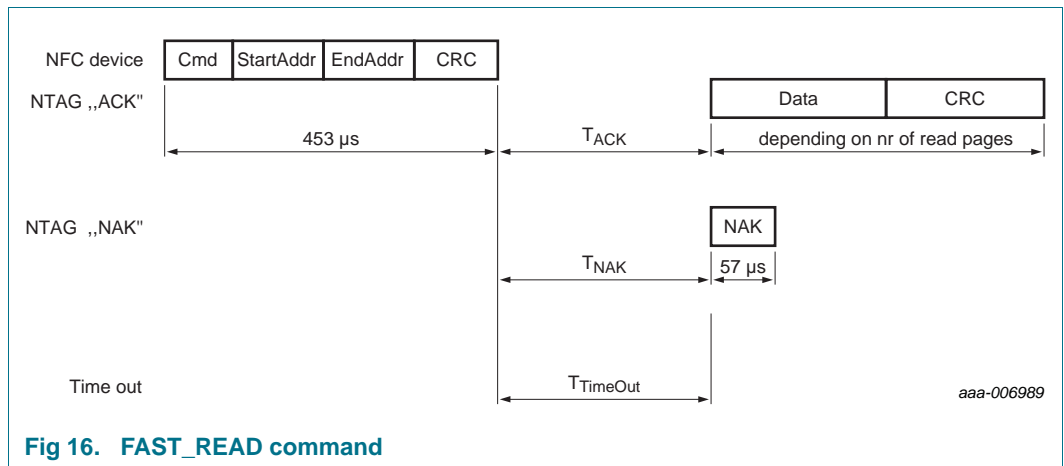 NFC device Cmd StartAddr EndAddr CRC
NTAG ,,ACK" Data CRC
453 µs TACK depending on nr of read pages
NTAG ,,NAK" NAK
TNAK 57 µs
Time out TTimeOut aaa-006989
Fig 16. FAST_READ command